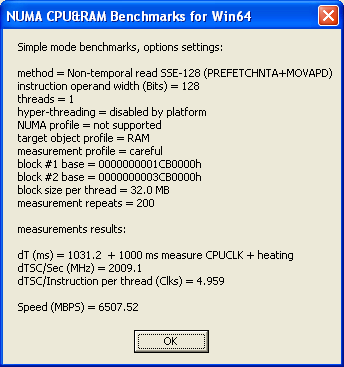 NUMA CPU&RAM Benchmarks for Win64
Simple mode benchmarks, options settings:
method = Non-temporal read SSE-128 (PREFETCHNTA+MOVAPD)
instruction operand width (Bits) = 128
threads = 1
hyper-threading = disabled by platform
NUMA profile = not supported
target object profile = RAM
measurement profile = careful
block #1 base = 0000000001CB0000h
block #2 base = 0000000003CB0000h
block size per thread = 32.0 MB
measurement repeats = 200
measurements results:
dT (ms) = 1031.2 + 1000 ms measure CPUCLK + heating
dTSC/Sec (MHz) = 2009.1
dTSC/Instruction per thread (Clks) = 4.959
Speed (MBPS) = 6507.52
OK